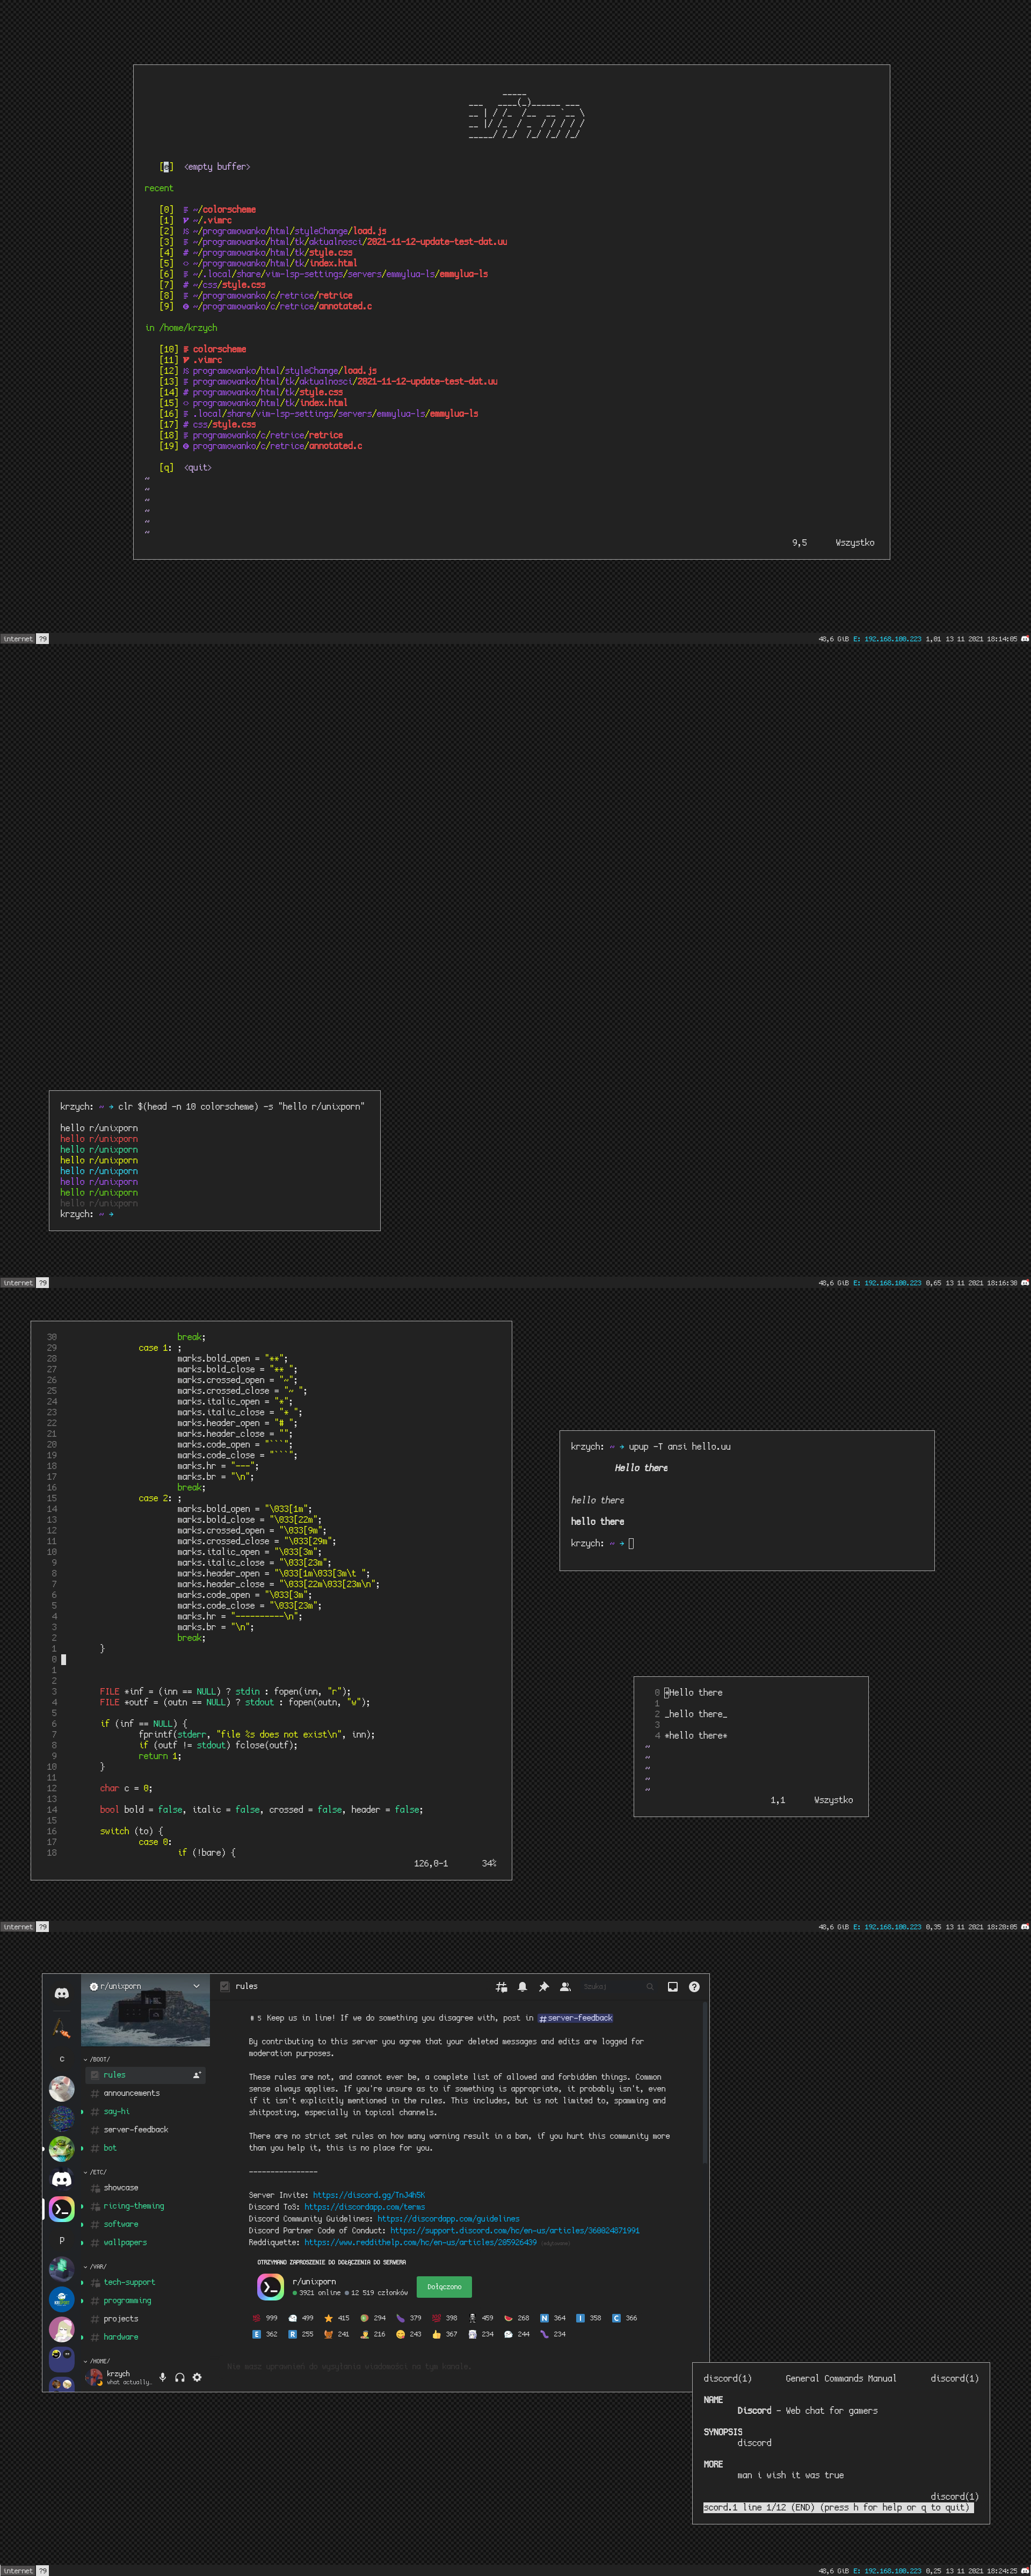 [e] <empty buffer>
recent
[0] ~/colorscheme
[1] ~/.vimrc
[2] JS ~/programowanko/html/styleChange/load.js
[3] ~/programowanko/html/tk/aktualnosci/2021-11-12-update-test-dat.uu
[4] # ~/programowanko/html/tk/style.css
[5] <> ~/programowanko/html/tk/index.html
[6] ~/.local/share/vim-lsp-settings/servers/emmylua-ls/emmylua-ls
[7] # ~/css/style.css
[8] ~/programowanko/c/retrice/retrice
[9] ~/programowanko/c/retrice/annotated.c
in /home/krzych
[10] colorscheme
[11] .vimrc
[12] JS programowanko/html/styleChange/load.js
[13] programowanko/html/tk/aktualnosci/2021-11-12-update-test-dat.uu
[14] # programowanko/html/tk/style.css
[15] <> programowanko/html/tk/index.html
[16] .local/share/vim-lsp-settings/servers/emmylua-ls/emmylua-ls
[17] # css/style.css
[18] programowanko/c/retrice/retrice
[19] programowanko/c/retrice/annotated.c
[q] <quit>
~
~
~
~
~
~
9,5 Wszystko
internet ?9 48,6 GiB E: 192.168.100.223 1,01 13 11 2021 18:14:05
krzych: ~ → clr $(head -n 10 colorscheme) -s "hello r/unixporn"
hello r/unixporn
hello r/unixporn
hello r/unixporn
hello r/unixporn
hello r/unixporn
hello r/unixporn
hello r/unixporn
hello r/unixporn
krzych: ~ →
internet ?9 48,6 GiB E: 192.168.100.223 0,65 13 11 2021 18:16:30
30 break;
29 case 1: ;
28 marks.bold_open = "**";
27 marks.bold_close = "** ";
26 marks.crossed_open = "~";
25 marks.crossed_close = "~ ";
24 marks.italic_open = "*";
23 marks.italic_close = "* ";
22 marks.header_open = "# ";
21 marks.header_close = "";
20 marks.code_open = "```";
19 marks.code_close = "```";
18 marks.hr = "---";
17 marks.br = "\n";
16 break;
15 case 2: ;
14 marks.bold_open = "\033[1m";
13 marks.bold_close = "\033[22m";
12 marks.crossed_open = "\033[9m";
11 marks.crossed_close = "\033[29m";
10 marks.italic_open = "\033[3m";
9 marks.italic_close = "\033[23m";
8 marks.header_open = "\033[1m\033[3m\t ";
7 marks.header_close = "\033[22m\033[23m\n";
6 marks.code_open = "\033[3m";
5 marks.code_close = "\033[23m";
4 marks.hr = "----------\n";
3 marks.br = "\n";
2 break;
1 }
0
1
2
3 FILE *inf = (inn == NULL) ? stdin : fopen(inn, "r");
4 FILE *outf = (outn == NULL) ? stdout : fopen(outn, "w");
5
6 if (inf == NULL) {
7 fprintf(stderr, "file %s does not exist\n", inn);
8 if (outf != stdout) fclose(outf);
9 return 1;
10 }
11
12 char c = 0;
13
14 bool bold = false, italic = false, crossed = false, header = false;
15
16 switch (to) {
17 case 0:
18 if (!bare) {
126,0-1 34%
krzych: ~ → upup -T ansi hello.uu
Hello there
hello there
hello there
krzych: ~ →
0 *Hello there
1
2 _hello there_
3
4 *hello there*
~
~
~
~
~
1,1 Wszystko
internet ?9 48,6 GiB E: 192.168.100.223 0,35 13 11 2021 18:20:05
r/unixporn
/BOOT/
rules
announcements
say-hi
server-feedback
bot
/ETC/
showcase
ricing-theming
software
wallpapers
/VAR/
tech-support
programming
projects
hardware
/HOME/
krzych
what actually.
C
P
rules
Szukaj
# 5 Keep us in line! If we do something you disagree with, post in #server-feedback
By contributing to this server you agree that your deleted messages and edits are logged for
moderation purposes.
These rules are not, and cannot ever be, a complete list of allowed and forbidden things. Common
sense always applies. If you're unsure as to if something is appropriate, it probably isn't, even
if it isn't explicitly mentioned in the rules. This includes, but is not limited to, spamming and
shitposting, especially in topical channels.
There are no strict set rules on how many warning result in a ban, if you hurt this community more
than you help it, this is no place for you.
----------------
Server Invite: https://discord.gg/TnJ4h5K
Discord ToS: https://discordapp.com/terms
Discord Community Guidelines: https://discordapp.com/guidelines
Discord Partner Code of Conduct: https://support.discord.com/hc/en-us/articles/360024871991
Reddiquette: https://www.reddithelp.com/hc/en-us/articles/205926439
OTRZYMANO ZAPROSZENIE DO DOŁĄCZENIA DO SERWERA
r/unixporn
3921 online 12 519 członków
Dołączono
999 499 415 294 379 398 459 268 N 364 I 358 C 366
E 362 R 255 241 216 243 367 234 244 234
Nie masz uprawnień do wysyłania wiadomości na tym kanale.
discord(1) General Commands Manual discord(1)
NAME
Discord - Web chat for gamers
SYNOPSIS
discord
MORE
man i wish it was true
discord(1)
scord.1 line 1/12 (END) (press h for help or q to quit)
internet ?9 48,6 GiB E: 192.168.100.223 0,25 13 11 2021 18:24:25